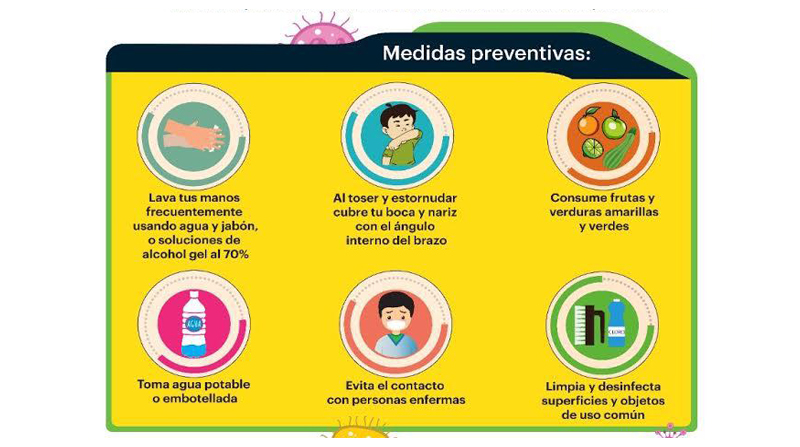 Medidas preventivas:
Lava tus manos
frecuentemente
usando agua y jabón,
o soluciones de
alcohol gel al 70%
Al toser y estornudar
cubre tu boca y nariz
con el ángulo
interno del brazo
Consume frutas y
verduras amarillas
y verdes
AGUA
Toma agua potable
o embotellada
Evita el contacto
con personas enfermas
CLORO
Limpia y desinfecta
superficies y objetos
de uso común